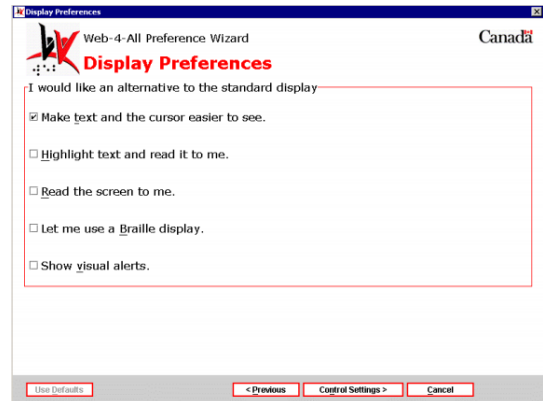 Display Preferences
Web-4-All Preference Wizard
Canada
Display Preferences
I would like an alternative to the standard display
Make text and the cursor easier to see.
Highlight text and read it to me.
Read the screen to me.
Let me use a Braille display.
Show visual alerts.
Use Defaults
< Previous
Control Settings >
Cancel